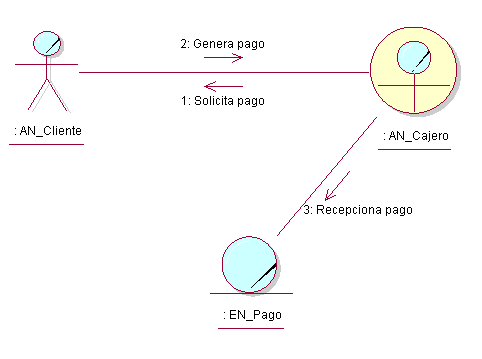 2: Genera pago
1: Solicita pago
: AN_Cliente
: AN_Cajero
3: Recepciona pago
: EN_Pago